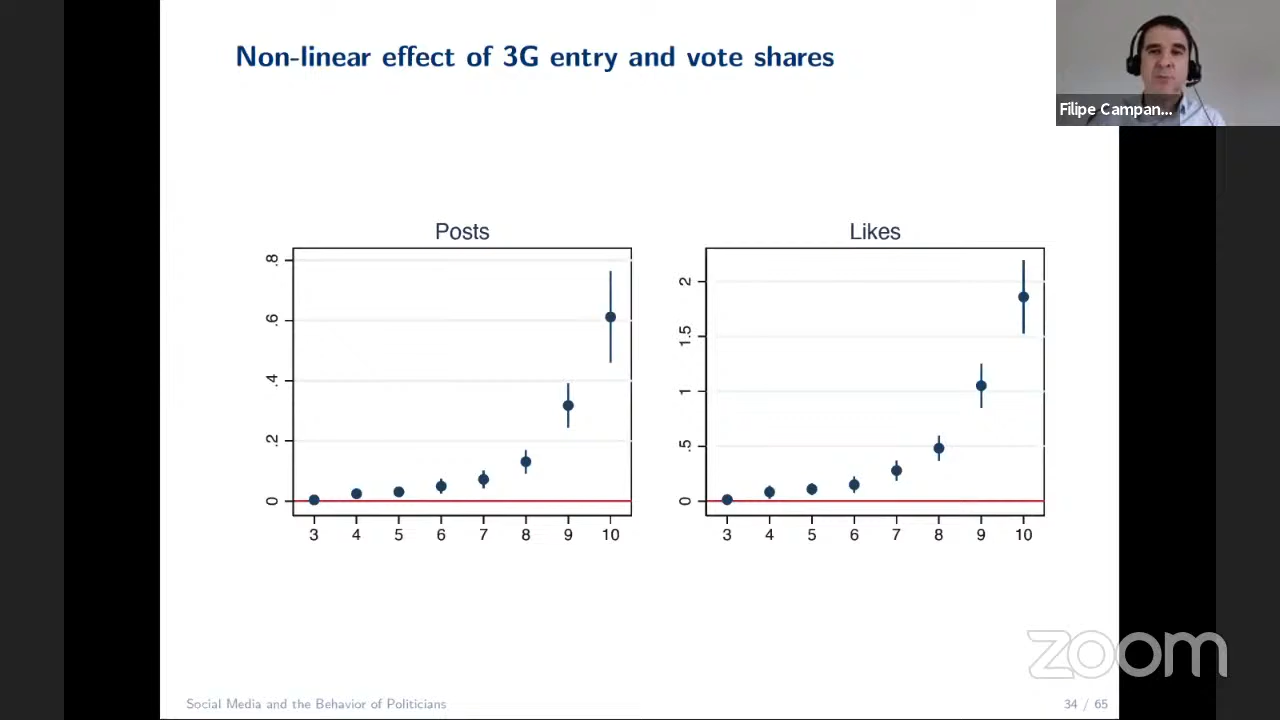 Non-linear effect of 3G entry and vote shares
Filipe Campan...
Posts
.8
.6
.4
.2
0
3 4 5 6 7 8 9 10
Likes
2
1.5
1
.5
0
3 4 5 6 7 8 9 10
zoom
Social Media and the Behavior of Politicians
34 / 65